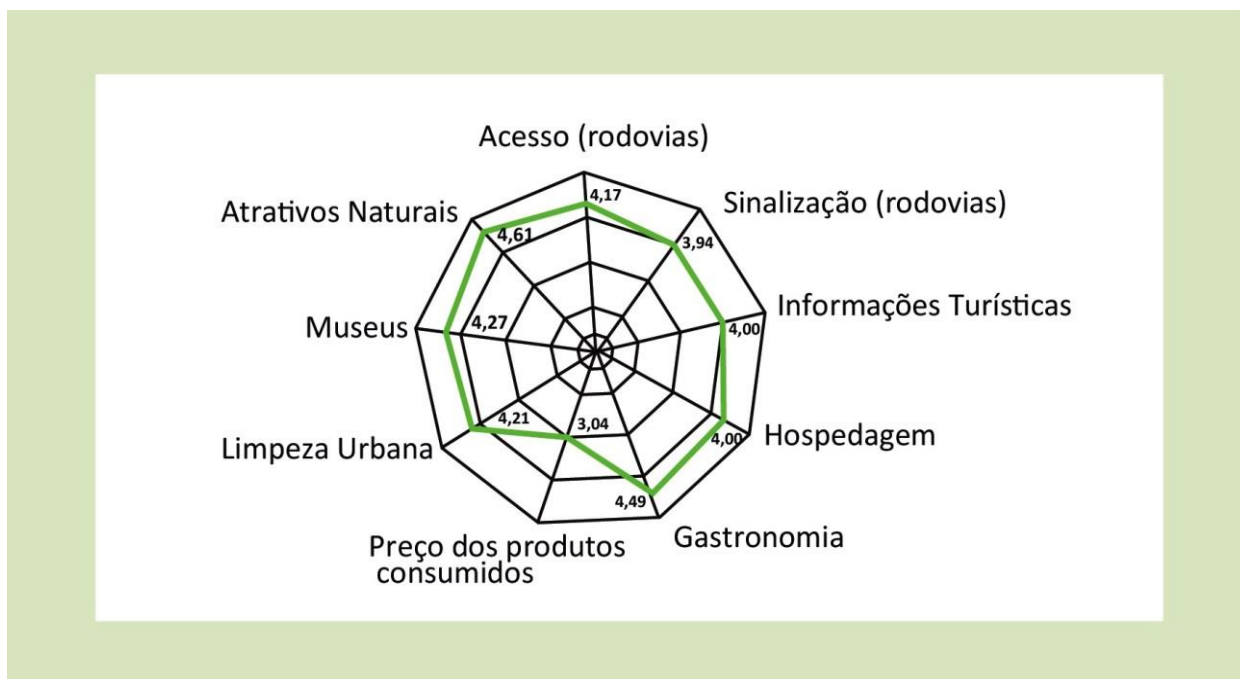 Acesso (rodovias)
4,17
Sinalização (rodovias)
3,94
Informações Turísticas
4,00
Hospedagem
4,00
Gastronomia
4,49
Preço dos produtos
consumidos
3,04
Limpeza Urbana
4,21
Museus
4,27
Atrativos Naturais
4,61